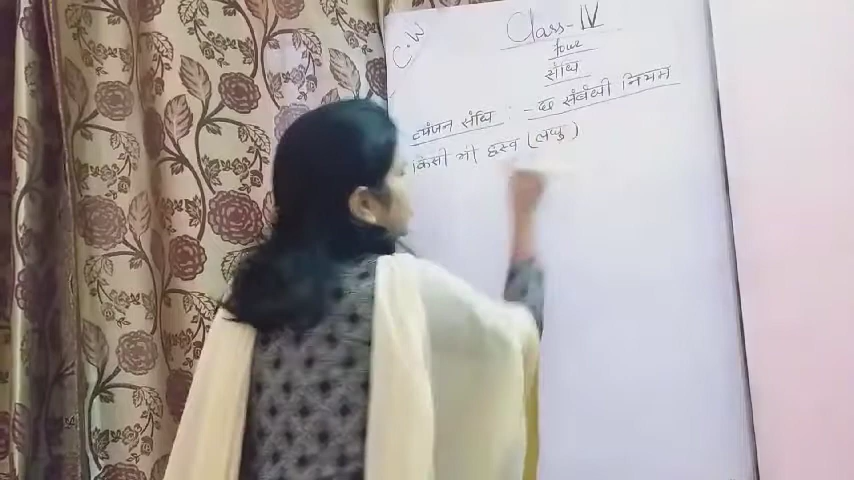 C.W
Class - IV
four
संधि
व्यंजन संधि : - छ संबंधी नियम
किसी भी ह्रस्व (लघु)